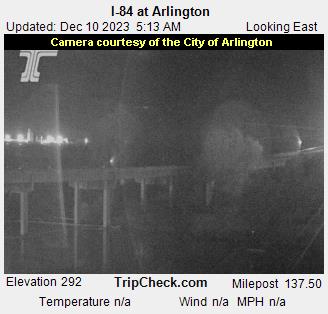 I-84 at Arlington
Updated: Dec 10 2023 5:13 AM Looking East
Camera courtesy of the City of Arlington
Elevation 292 TripCheck.com Milepost 137.50
Temperature n/a Wind n/a MPH n/a